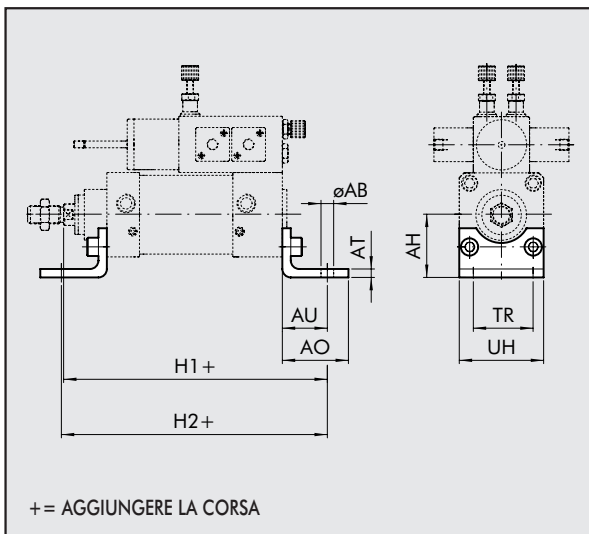 øAB
AT
AH
AU
AO
TR
UH
H1+
H2+
+= AGGIUNGERE LA CORSA